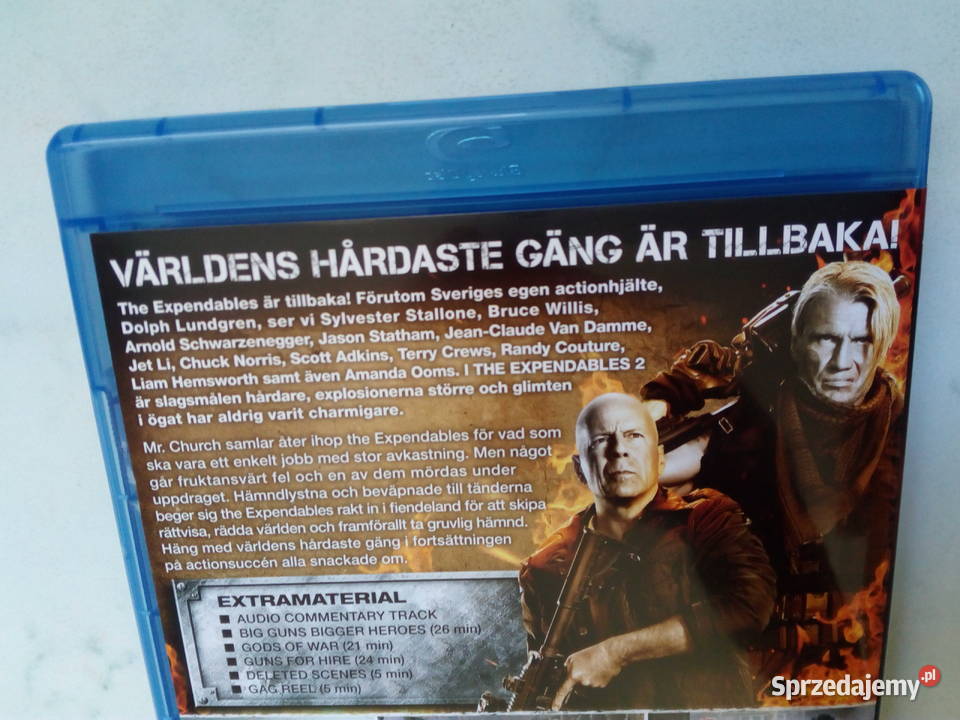 VÄRLDENS HÅRDASTE GÄNG ÄR TILLBAKA!
The Expendables är tillbaka! Förutom Sveriges egen actionhjälte,
Dolph Lundgren, ser vi Sylvester Stallone, Bruce Willis,
Arnold Schwarzenegger, Jason Statham, Jean-Claude Van Damme,
Jet Li, Chuck Norris, Scott Adkins, Terry Crews, Randy Couture,
Liam Hemsworth samt även Amanda Ooms. I THE EXPENDABLES 2
är slagsmålen hårdare, explosionerna större och glimten
i ögat har aldrig varit charmigare.
Mr. Church samlar åter ihop the Expendables för vad som
ska vara ett enkelt jobb med stor avkastning. Men något
går fruktansvärt fel och en av dem mördas under
uppdraget. Hämndlystna och beväpnade till tänderna
beger sig the Expendables rakt in i fiendeland för att skipa
rättvisa, rädda världen och framförallt ta gruvlig hämnd.
Häng med världens hårdaste gäng i fortsättningen
på actionsuccén alla snackade om.
EXTRAMATERIAL
■ AUDIO COMMENTARY TRACK
■ BIG GUNS BIGGER HEROES (26 min)
■ GODS OF WAR (21 min)
■ GUNS FOR HIRE (24 min)
■ DELETED SCENES (5 min)
■ GAG REEL (5 min)
Sprzedajemy.pl